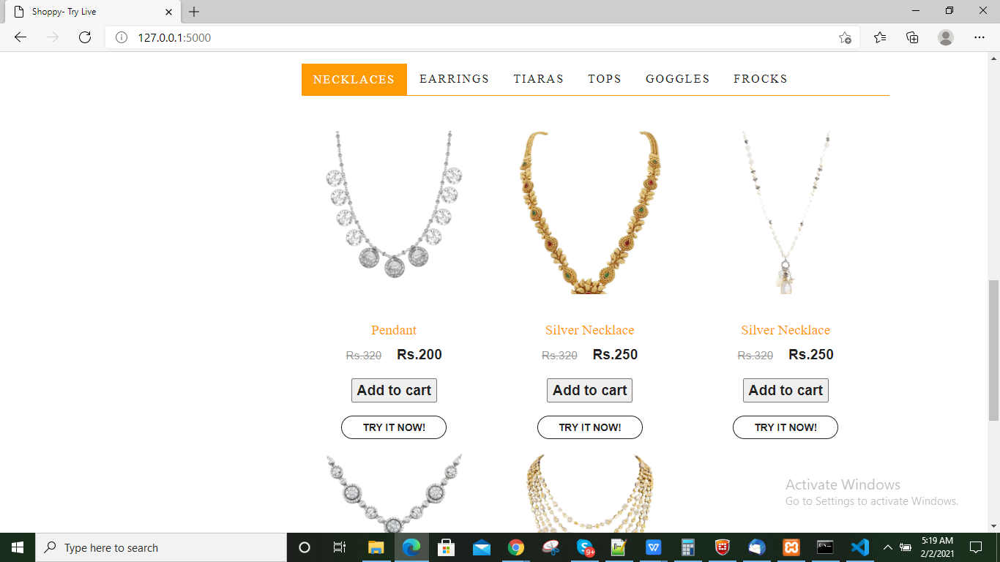 Shoppy- Try Live
127.0.0.1:5000
NECKLACES EARRINGS TIARAS TOPS GOGGLES FROCKS
Pendant Silver Necklace Silver Necklace
Rs.320 Rs.200 Rs.320 Rs.250 Rs.320 Rs.250
Add to cart Add to cart Add to cart
TRY IT NOW! TRY IT NOW! TRY IT NOW!
Activate Windows
Go to Settings to activate Windows.
Type here to search
9+
5:19 AM
2/2/2021